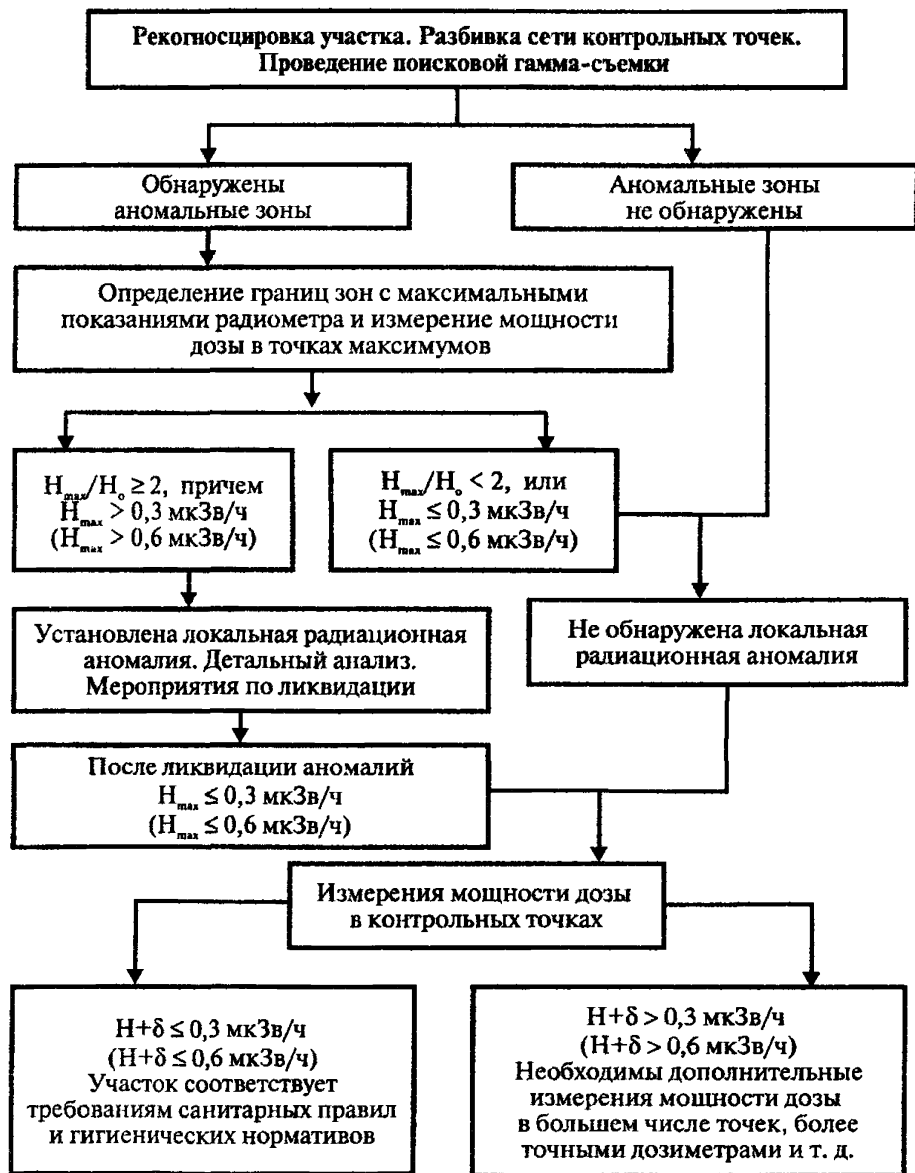 Рекогносцировка участка. Разбивка сети контрольных точек.
Проведение поисковой гамма-съемки
Обнаружены
аномальные зоны
Аномальные зоны
не обнаружены
Определение границ зон с максимальными
показаниями радиометра и измерение мощности
дозы в точках максимумов
H_max/H_o ≥ 2, причем
H_max > 0,3 мкЗв/ч
(H_max > 0,6 мкЗв/ч)
H_max/H_o < 2, или
H_max ≤ 0,3 мкЗв/ч
(H_max ≤ 0,6 мкЗв/ч)
Установлена локальная радиационная
аномалия. Детальный анализ.
Мероприятия по ликвидации
Не обнаружена локальная
радиационная аномалия
После ликвидации аномалий
H_max ≤ 0,3 мкЗв/ч
(H_max ≤ 0,6 мкЗв/ч)
Измерения мощности дозы
в контрольных точках
H+δ ≤ 0,3 мкЗв/ч
(H+δ ≤ 0,6 мкЗв/ч)
Участок соответствует
требованиям санитарных правил
и гигиенических нормативов
H+δ > 0,3 мкЗв/ч
(H+δ > 0,6 мкЗв/ч)
Необходимы дополнительные
измерения мощности дозы
в большем числе точек, более
точными дозиметрами и т. д.